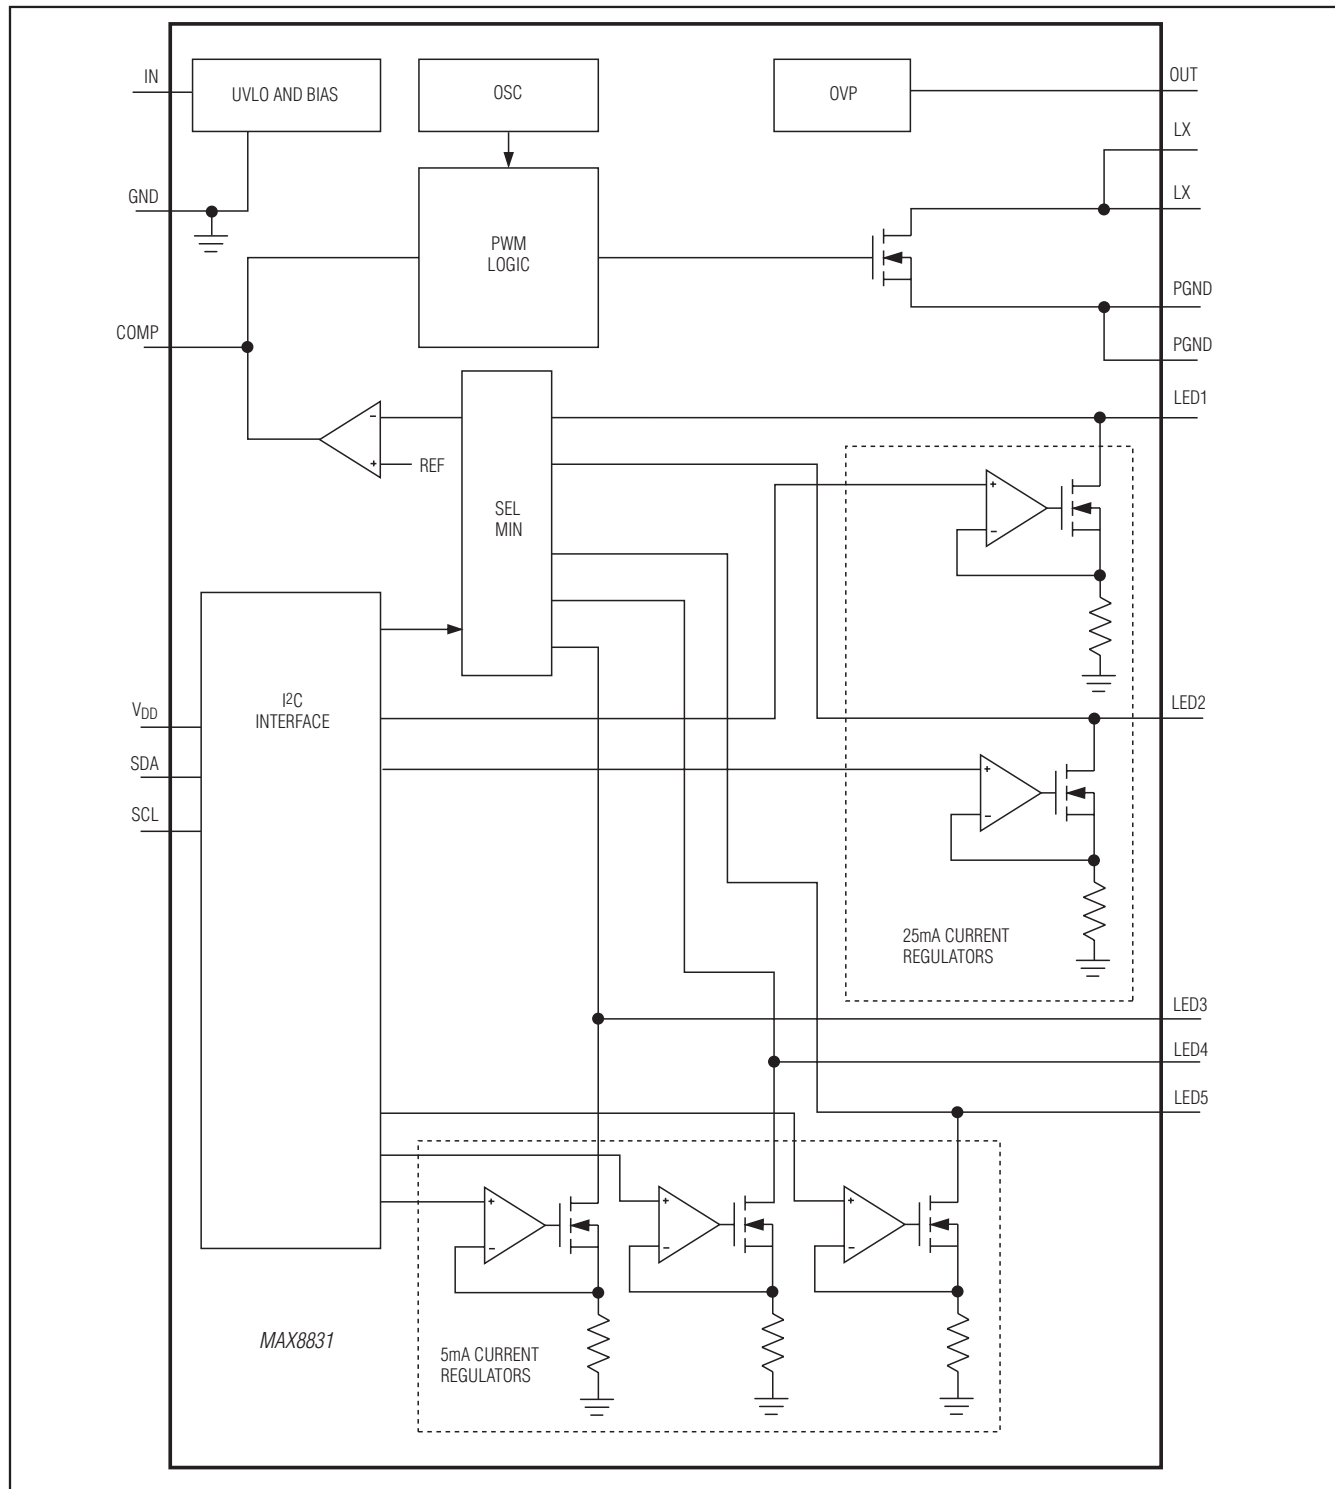 IN
UVLO AND BIAS
OSC
OVP
OUT
LX
GND
LX
PWM
LOGIC
PGND
COMP
PGND
LED1
-
+
REF
SEL
MIN
+
-
I²C
INTERFACE
V_DD
LED2
SDA
+
SCL
-
25mA CURRENT
REGULATORS
LED3
LED4
LED5
+
-
+
-
+
-
MAX8831
5mA CURRENT
REGULATORS